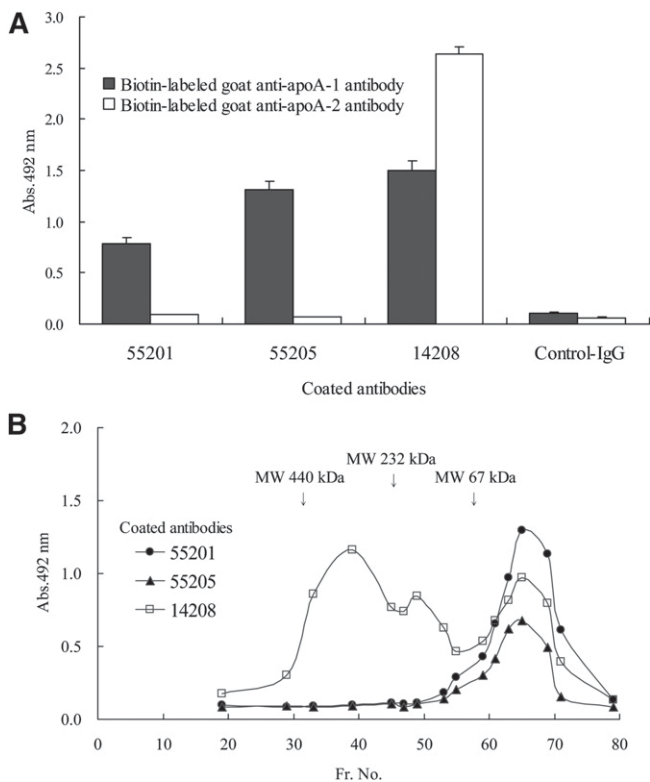 A
3.0
2.5
2.0
1.5
1.0
0.5
0.0
Abs.492 nm
Biotin-labeled goat anti-apoA-1 antibody
Biotin-labeled goat anti-apoA-2 antibody
55201 55205 14208 Control-IgG
Coated antibodies
B
2.0
1.5
1.0
0.5
0.0
Abs.492 nm
MW 440 kDa
MW 232 kDa
MW 67 kDa
Coated antibodies
55201
55205
14208
0 10 20 30 40 50 60 70 80
Fr. No.